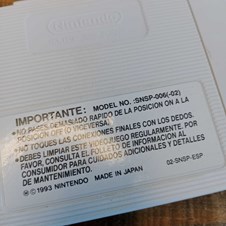 Nintendo
IMPORTANTE: MODEL NO. :SNSP-006(-02)
•NO PASES DEMASIADO RAPIDO DE LA POSICION ON A LA
POSICION OFF (O VICEVERSA).
•NO TOQUES LAS CONEXIONES FINALES CON LOS DEDOS.
•DEBES LIMPIAR ESTE VIDEOJUEGO REGULARMENTE. POR
FAVOR, CONSULTA EL FOLLETO DE INFORMACION AL
CONSUMIDOR PARA CUIDADOS ADICIONALES Y DETALLES
DE MANTENIMIENTO.
Ⓜ©1993 NINTENDO MADE IN JAPAN 02-SNSP-ESP